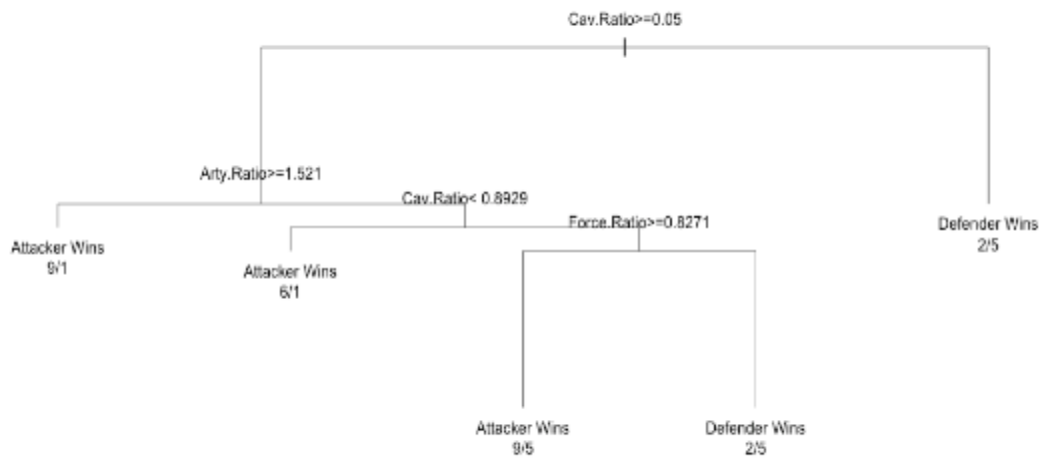 Cav.Ratio>=0.05
Arty.Ratio>=1.521
Cav.Ratio< 0.8929
Force.Ratio>=0.8271
Defender Wins
2/5
Attacker Wins
9/1
Attacker Wins
6/1
Attacker Wins
9/5
Defender Wins
2/5